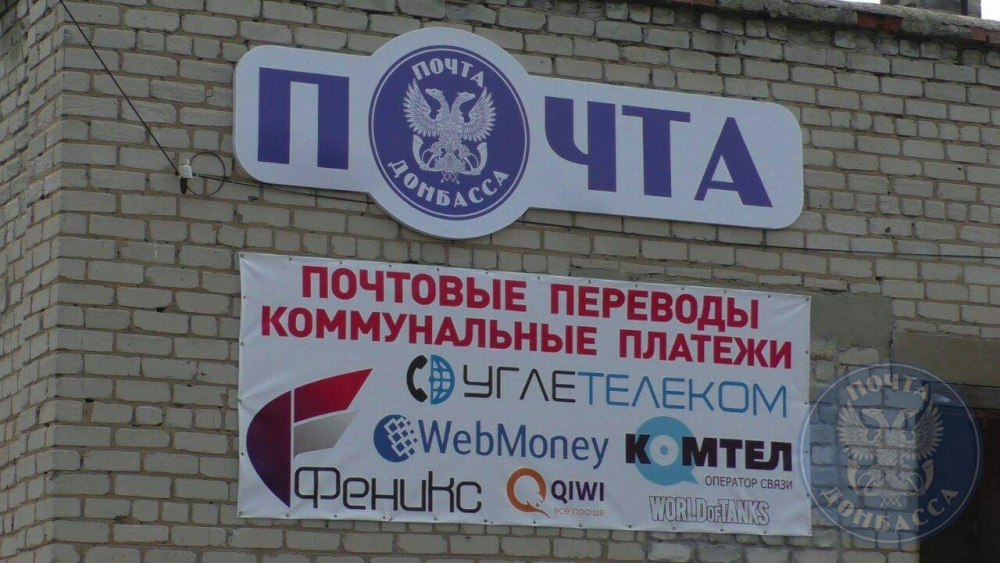 ПОЧТА
ПОЧТА
ДОНБАССА
ПОЧТОВЫЕ ПЕРЕВОДЫ
КОММУНАЛЬНЫЕ ПЛАТЕЖИ
УГЛЕТЕЛЕКОМ
WebMoney
КОМТЕЛ
ОПЕРАТОР СВЯЗИ
Феникс
QIWI
все проще
WORLD OF TANKS
ПОЧТА
ДОНБАССА